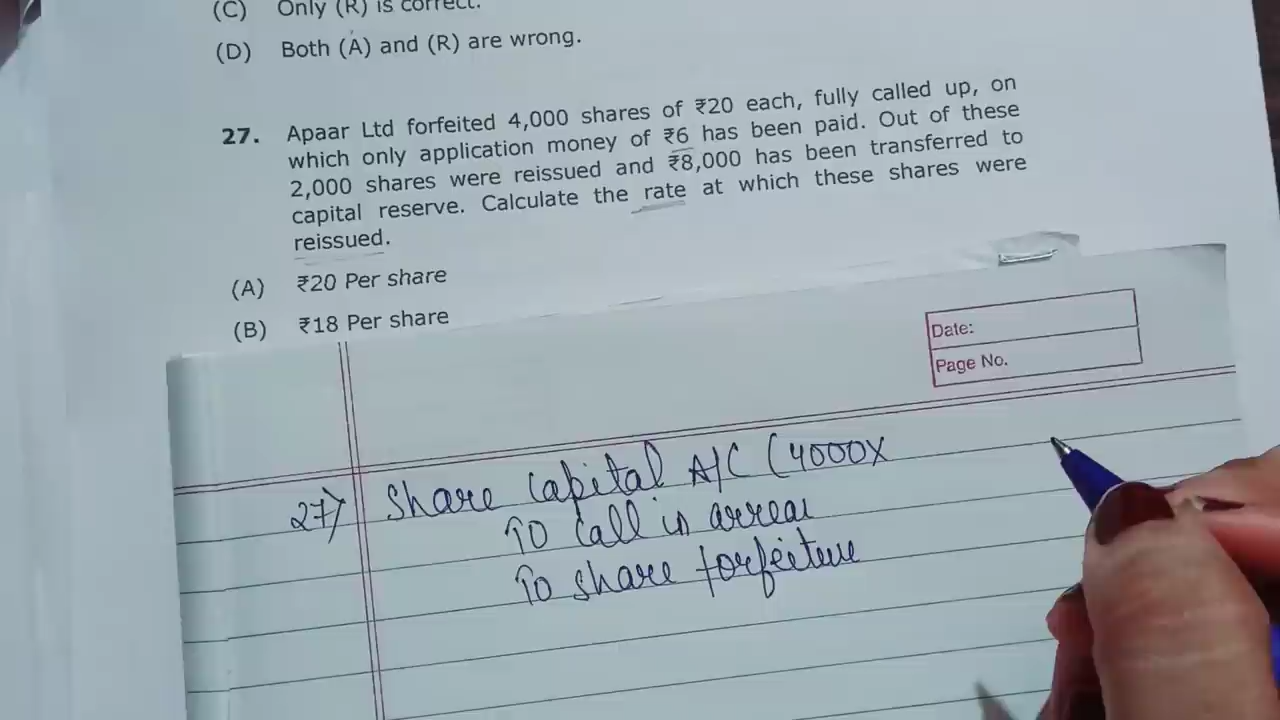 (C) Only (R) is correct.
(D) Both (A) and (R) are wrong.
27. Apaar Ltd forfeited 4,000 shares of ₹20 each, fully called up, on
which only application money of ₹6 has been paid. Out of these
2,000 shares were reissued and ₹8,000 has been transferred to
capital reserve. Calculate the rate at which these shares were
reissued.
(A) ₹20 Per share
(B) ₹18 Per share
Date:
Page No.
27) Share Capital A/C (4000X
To Call in arrear
To Share forfeiture